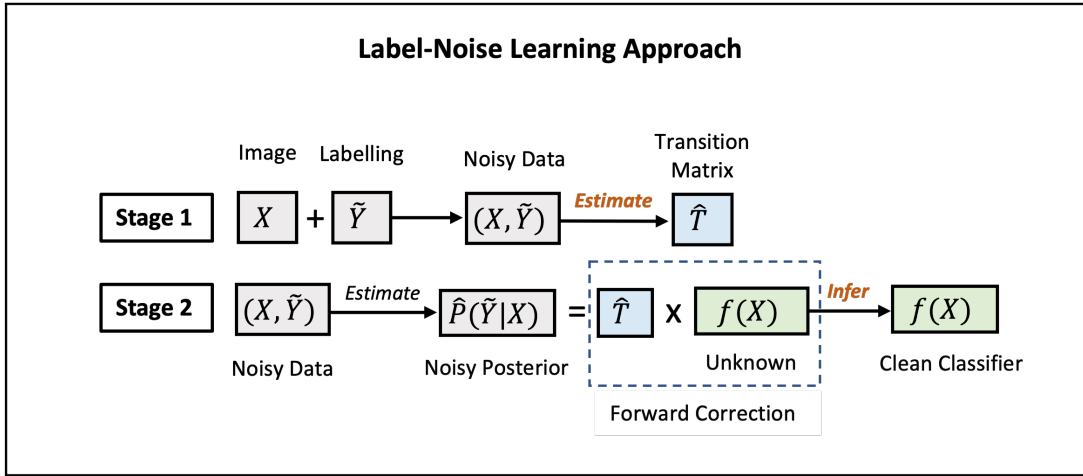 Label-Noise Learning Approach
Image Labelling Noisy Data Transition Matrix
Stage 1 X + Ỹ (X, Ỹ) Estimate T̂
Stage 2 (X, Ỹ) Estimate P̂(Ỹ|X) = T̂ x f(X) Infer f(X)
Noisy Data Noisy Posterior Unknown Clean Classifier
Forward Correction